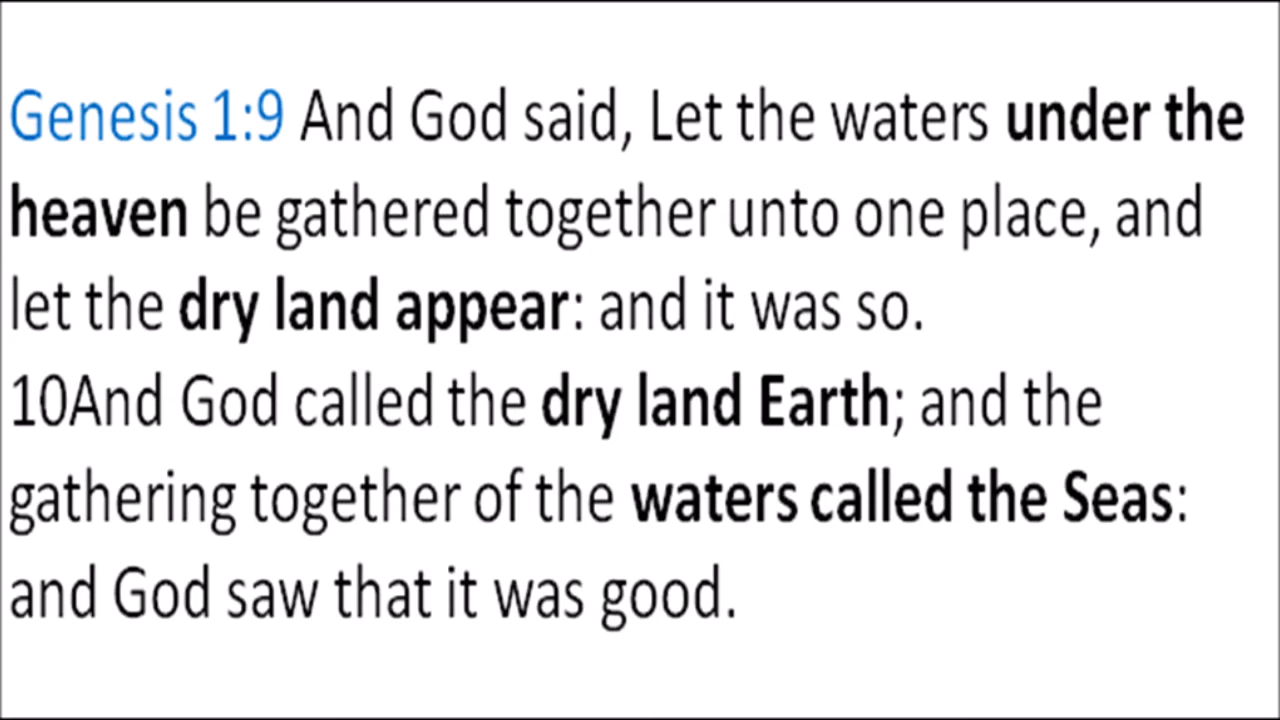 Genesis 1:9 And God said, Let the waters under the
heaven be gathered together unto one place, and
let the dry land appear: and it was so.
10And God called the dry land Earth; and the
gathering together of the waters called the Seas:
and God saw that it was good.